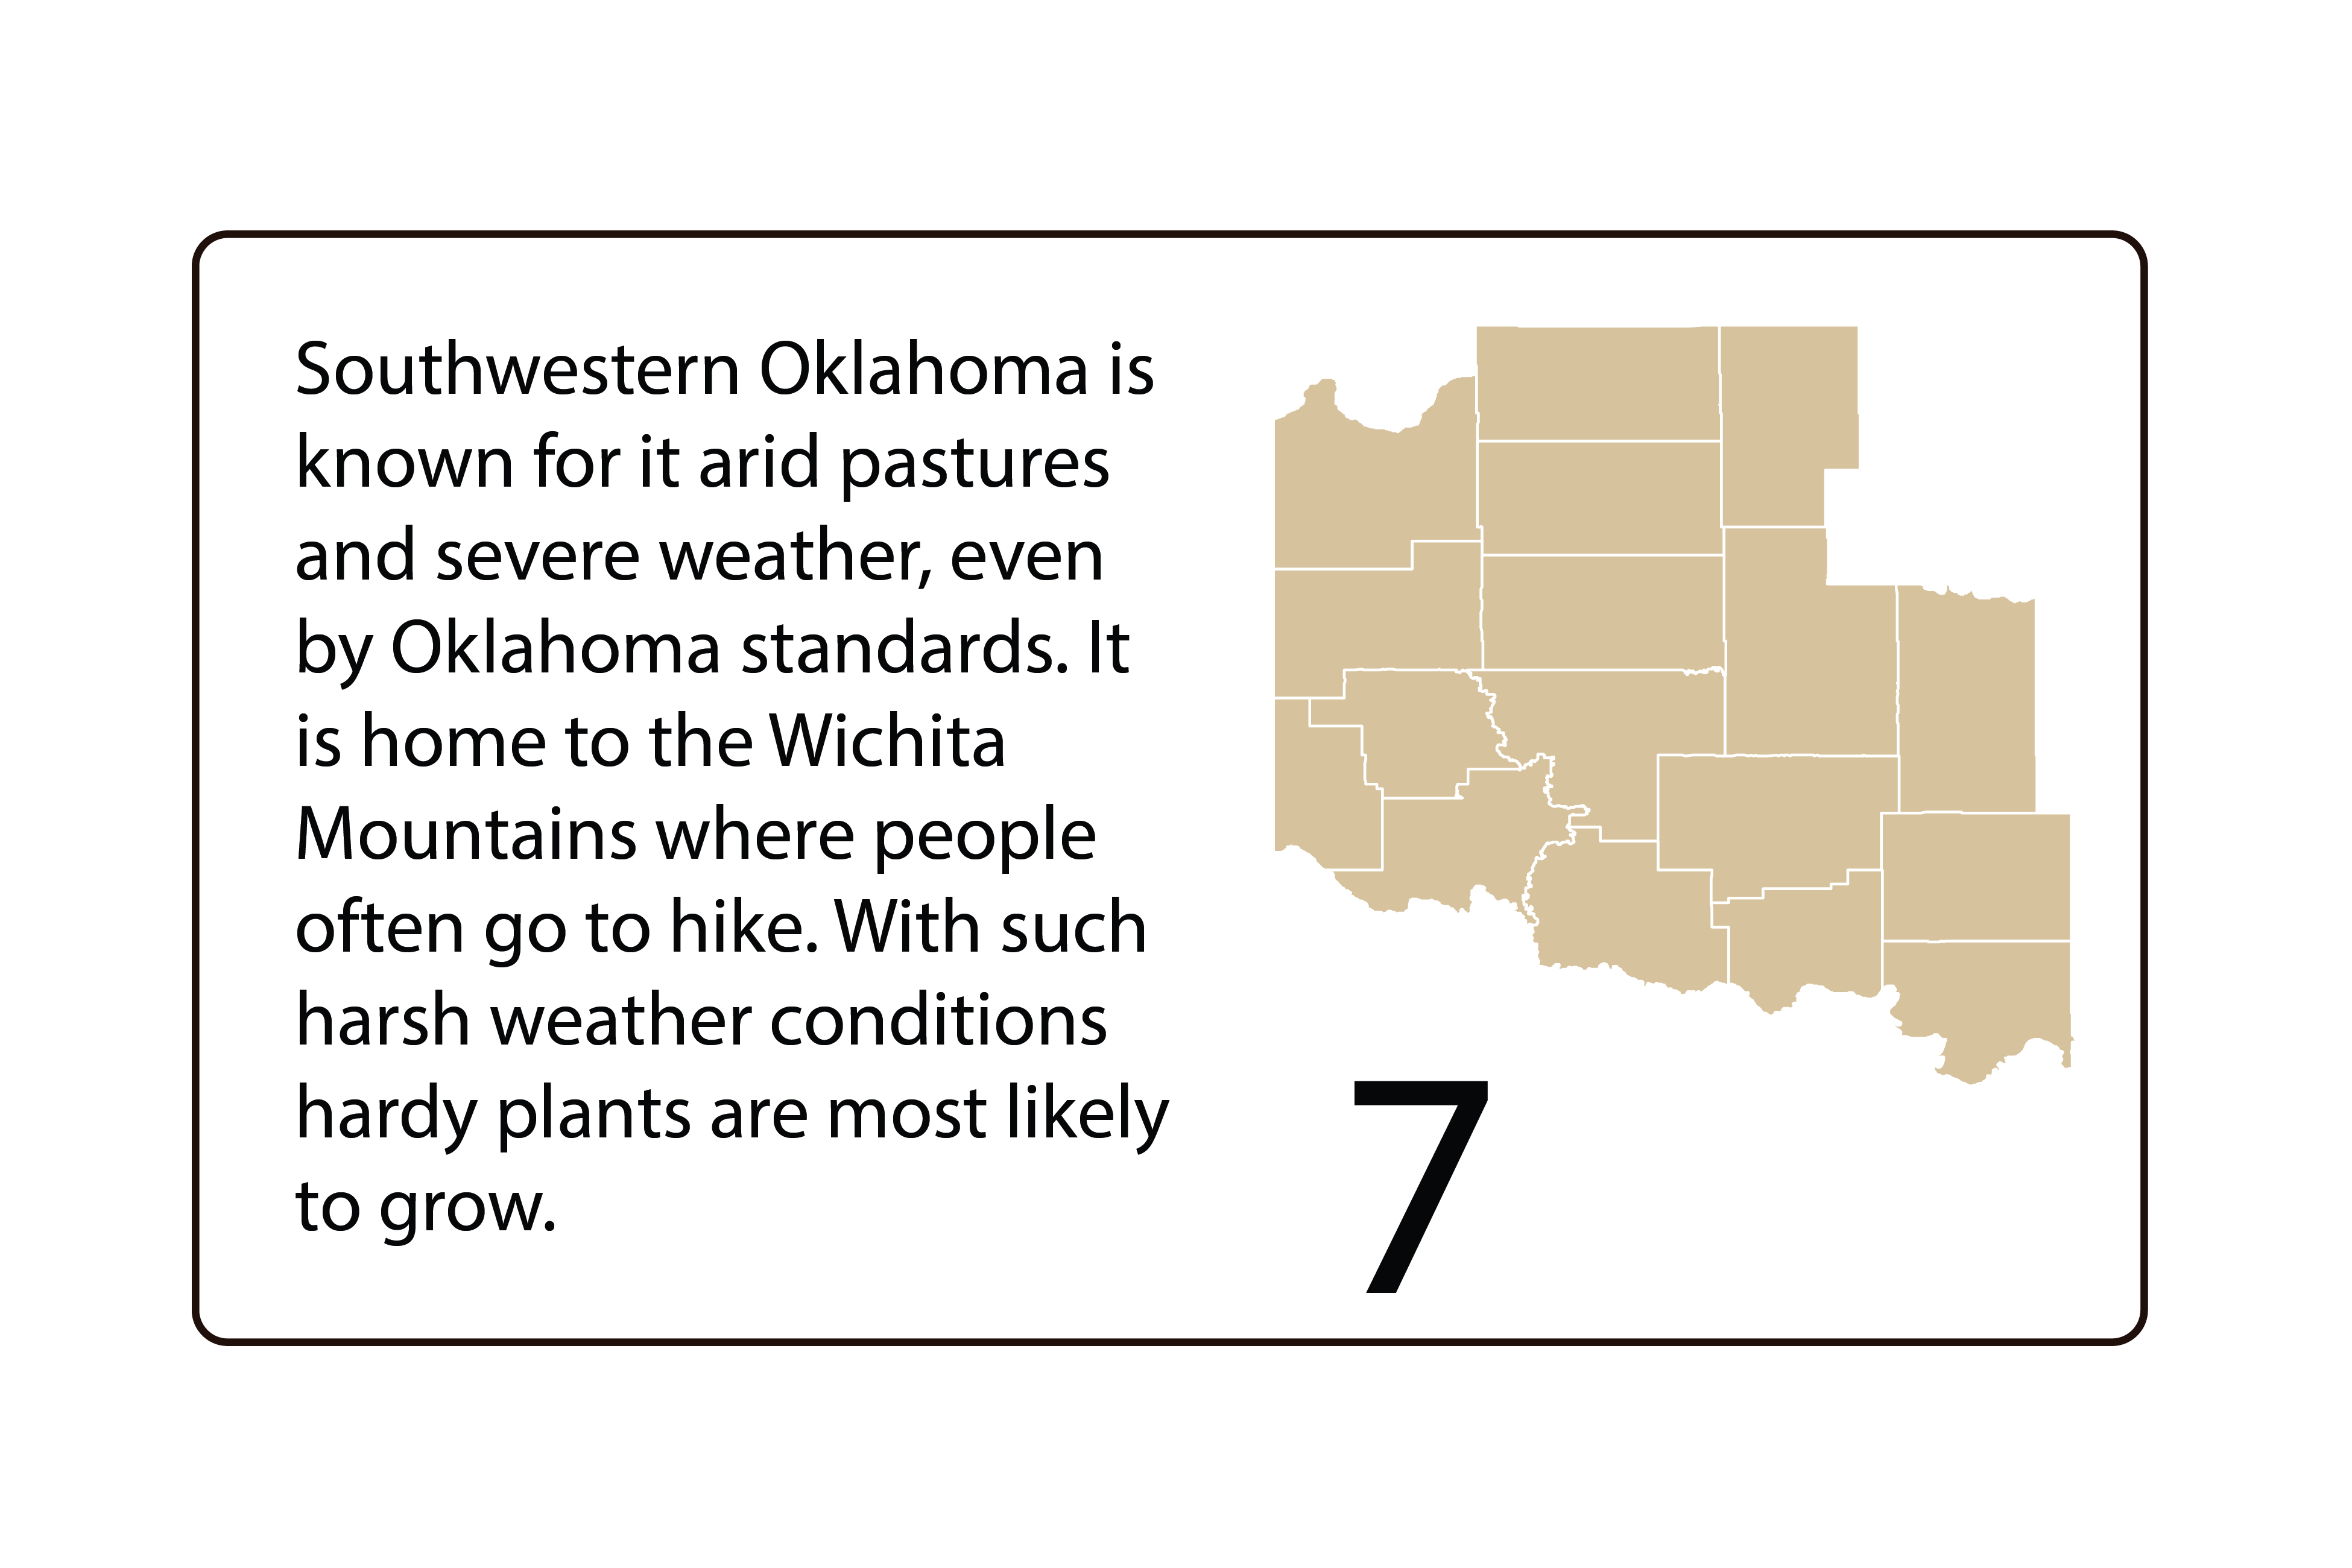 Southwestern Oklahoma is
known for it arid pastures
and severe weather, even
by Oklahoma standards. It
is home to the Wichita
Mountains where people
often go to hike. With such
harsh weather conditions
hardy plants are most likely
to grow.
7